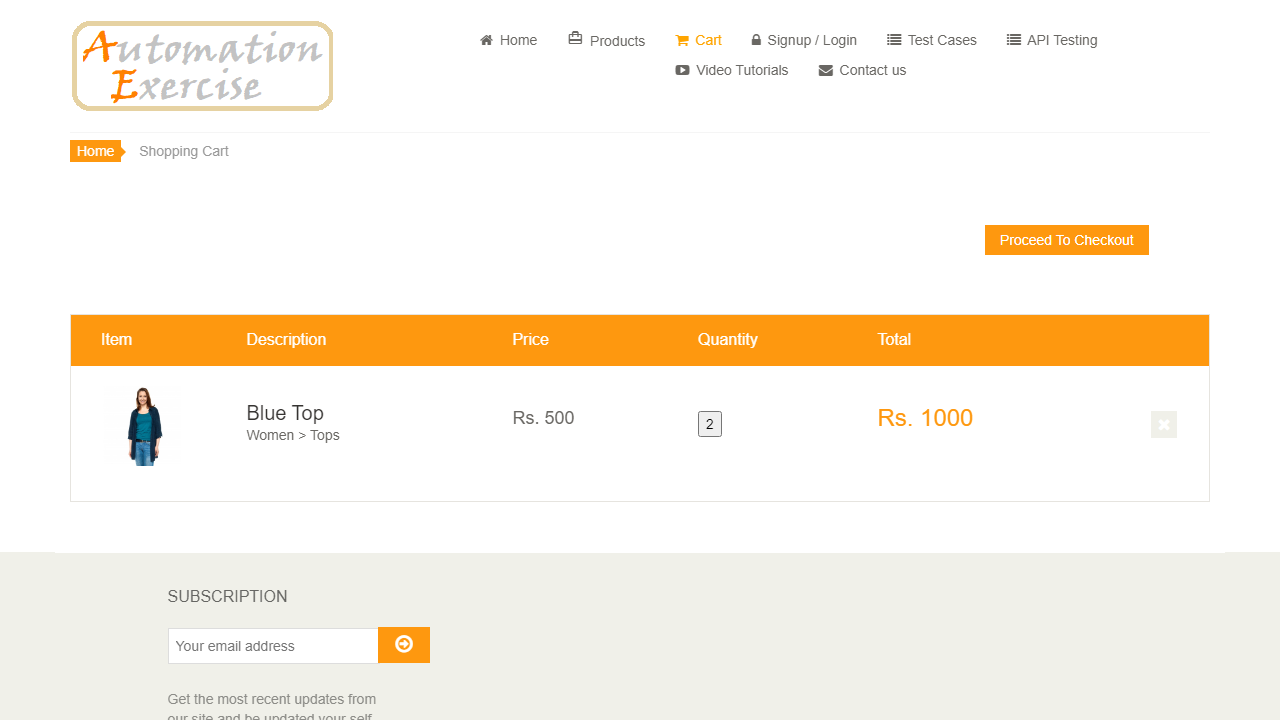 Automation
Exercise
Home
Products
Cart
Signup / Login
Test Cases
API Testing
Video Tutorials
Contact us
Home
Shopping Cart
Proceed To Checkout
Item Description Price Quantity Total
Blue Top
Women > Tops
Rs. 500
2
Rs. 1000
SUBSCRIPTION
Your email address
Get the most recent updates from
our site and be updated your self